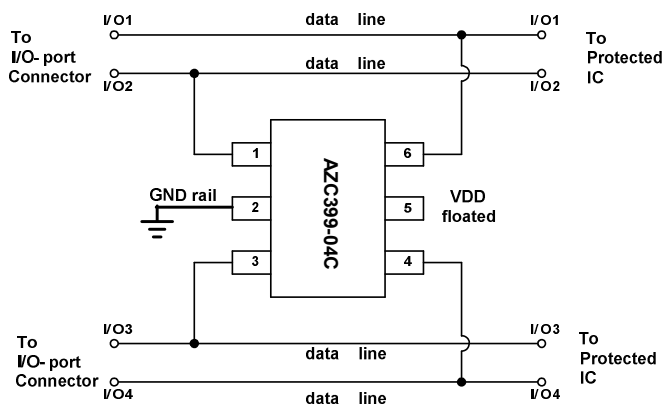 I/O1
data line
I/O1
To
I/O- port
Connector
To
Protected
IC
data line
I/O2
I/O2
1
6
AZC399-04C
GND rail
2
5
VDD
floated
3
4
To
I/O- port
Connector
I/O3
I/O3
data line
To
Protected
IC
I/O4
I/O4
data line